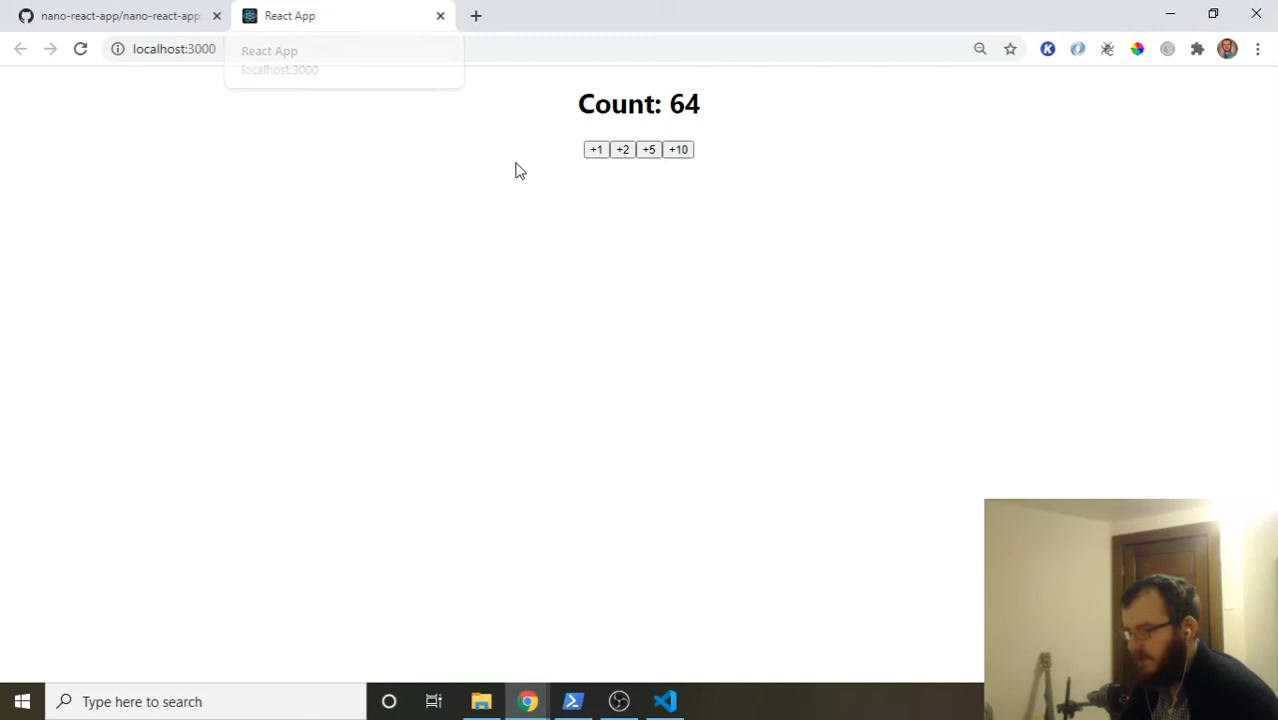 nano-react-app/nano-react-app:
React App
localhost:3000
React App
localhost:3000
Count: 64
+1 +2 +5 +10
Type here to search